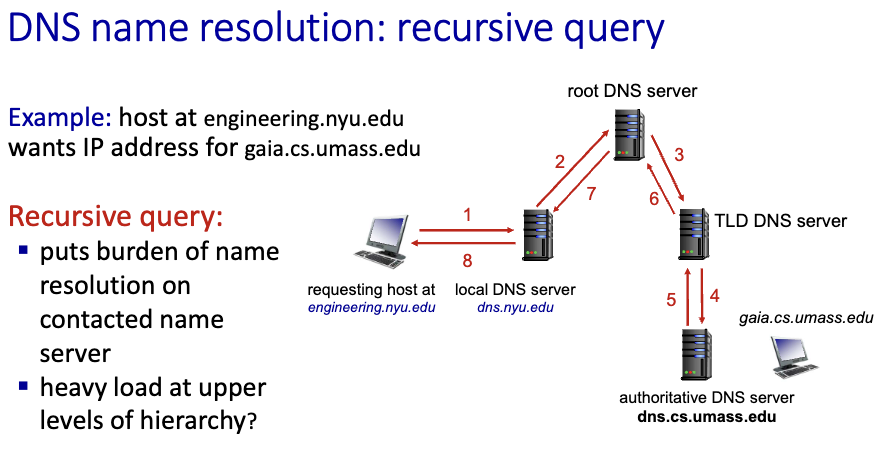 DNS name resolution: recursive query
Example: host at engineering.nyu.edu
wants IP address for gaia.cs.umass.edu
Recursive query:
▪ puts burden of name
resolution on
contacted name
server
▪ heavy load at upper
levels of hierarchy?
root DNS server
2
3
7
6
1
8
TLD DNS server
requesting host at
engineering.nyu.edu
local DNS server
dns.nyu.edu
5
4
gaia.cs.umass.edu
authoritative DNS server
dns.cs.umass.edu